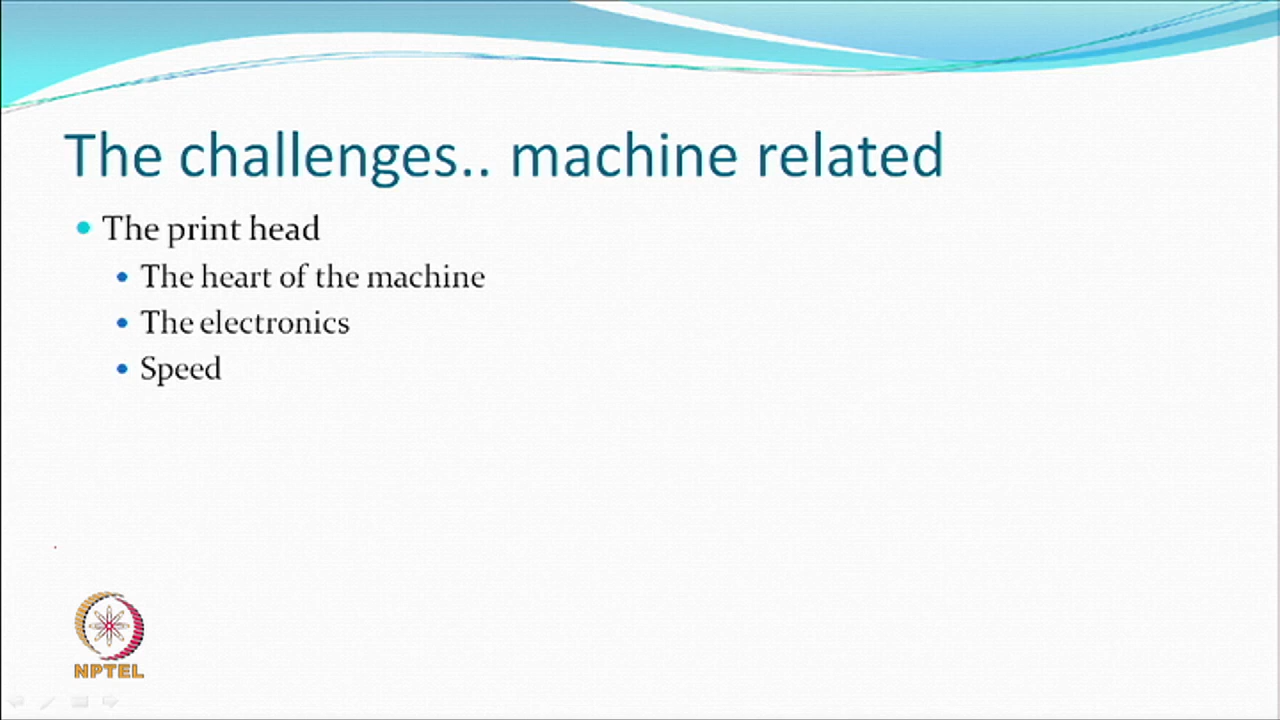 The challenges.. machine related
The print head
The heart of the machine
The electronics
Speed
NPTEL